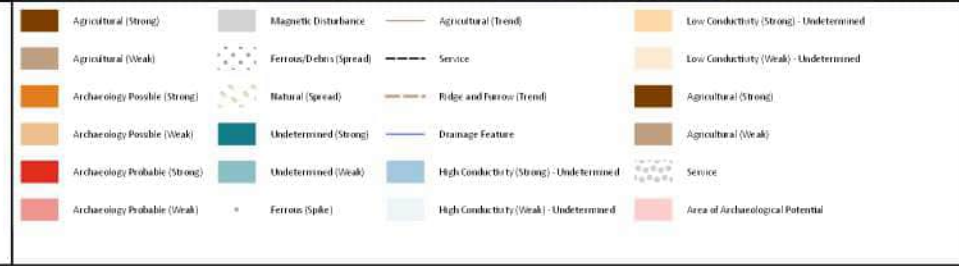 Agricultural (Strong)
Agricultural (Weak)
Archaeology Possible (Strong)
Archaeology Possible (Weak)
Archaeology Probable (Strong)
Archaeology Probable (Weak)
Magnetic Disturbance
Ferrous/Debris (Spread)
Natural (Spread)
Undetermined (Strong)
Undetermined (Weak)
Ferrous (Spike)
Agricultural (Trend)
Service
Ridge and Furrow (Trend)
Drainage Feature
High Conductivity (Strong) - Undetermined
High Conductivity (Weak) - Undetermined
Low Conductivity (Strong) - Undetermined
Low Conductivity (Weak) - Undetermined
Agricultural (Strong)
Agricultural (Weak)
Service
Area of Archaeological Potential